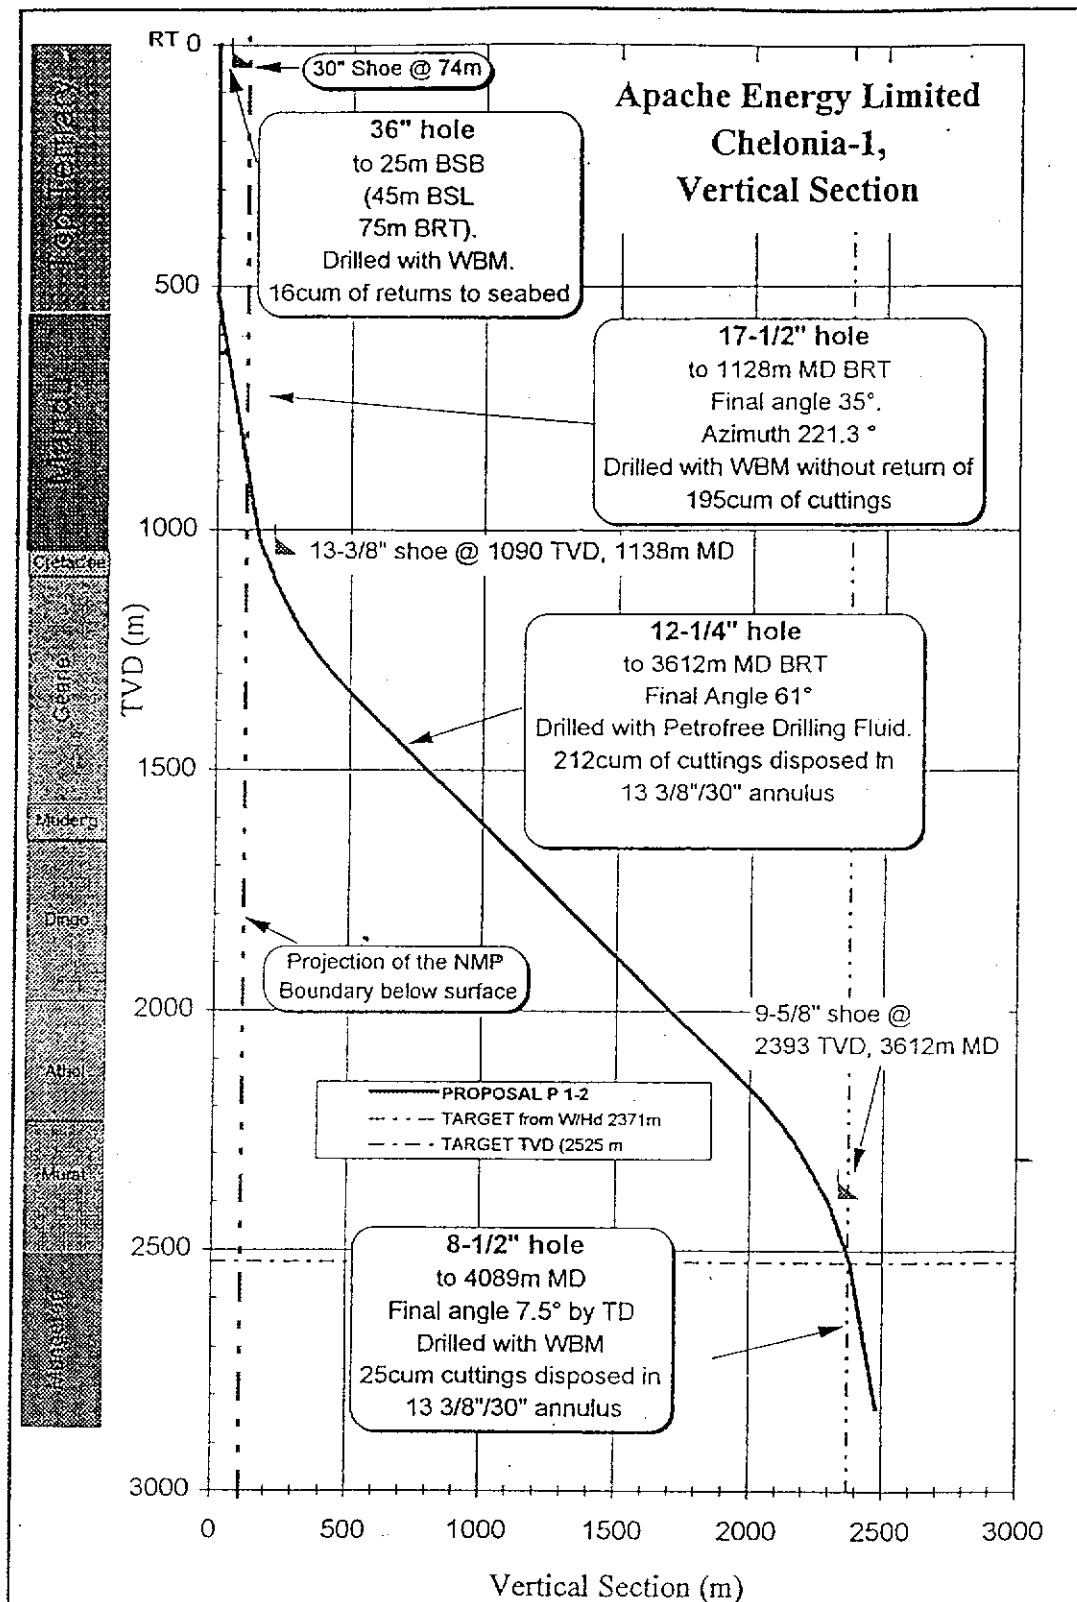 RT 0
30" Shoe @ 74m
Apache Energy Limited
Chelonia-1,
Vertical Section
36" hole
to 25m BSB
(45m BSL
75m BRT).
Drilled with WBM.
16cum of returns to seabed
Top Tertiary
500
17-1/2" hole
to 1128m MD BRT
Final angle 35°.
Azimuth 221.3 °
Drilled with WBM without return of
195cum of cuttings
Mandu
1000
13-3/8" shoe @ 1090 TVD, 1138m MD
TVD (m)
12-1/4" hole
to 3612m MD BRT
Final Angle 61°
Drilled with Petrofree Drilling Fluid.
212cum of cuttings disposed in
13 3/8"/30" annulus
Gearle
1500
Muderg
Dingo
Projection of the NMP
Boundary below surface
2000
9-5/8" shoe @
2393 TVD, 3612m MD
Athol
PROPOSAL P 1-2
TARGET from W/Hd 2371m
TARGET TVD (2525 m
Murat
2500
8-1/2" hole
to 4089m MD
Final angle 7.5° by TD
Drilled with WBM
25cum cuttings disposed in
13 3/8"/30" annulus
3000
0 500 1000 1500 2000 2500 3000
Vertical Section (m)